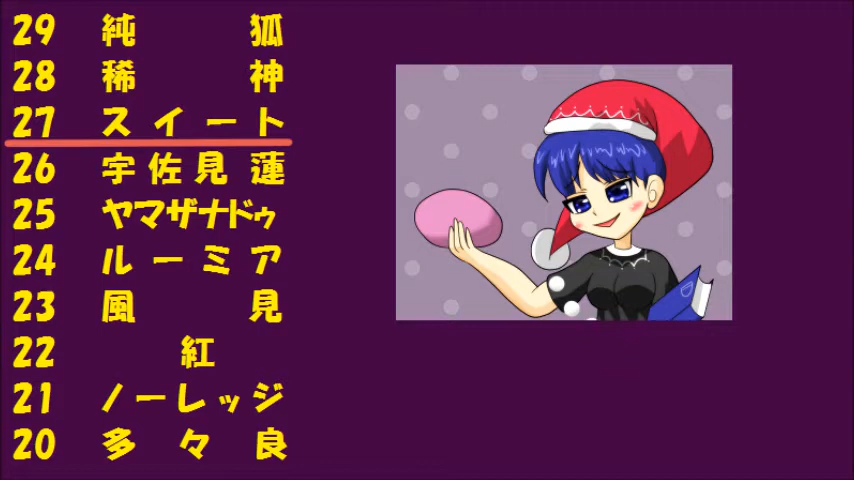 29 純狐
28 稀神
27 スイート
26 宇佐見蓮
25 ヤマザナドゥ
24 ルーミア
23 風見
22 紅
21 ノーレッジ
20 多々良